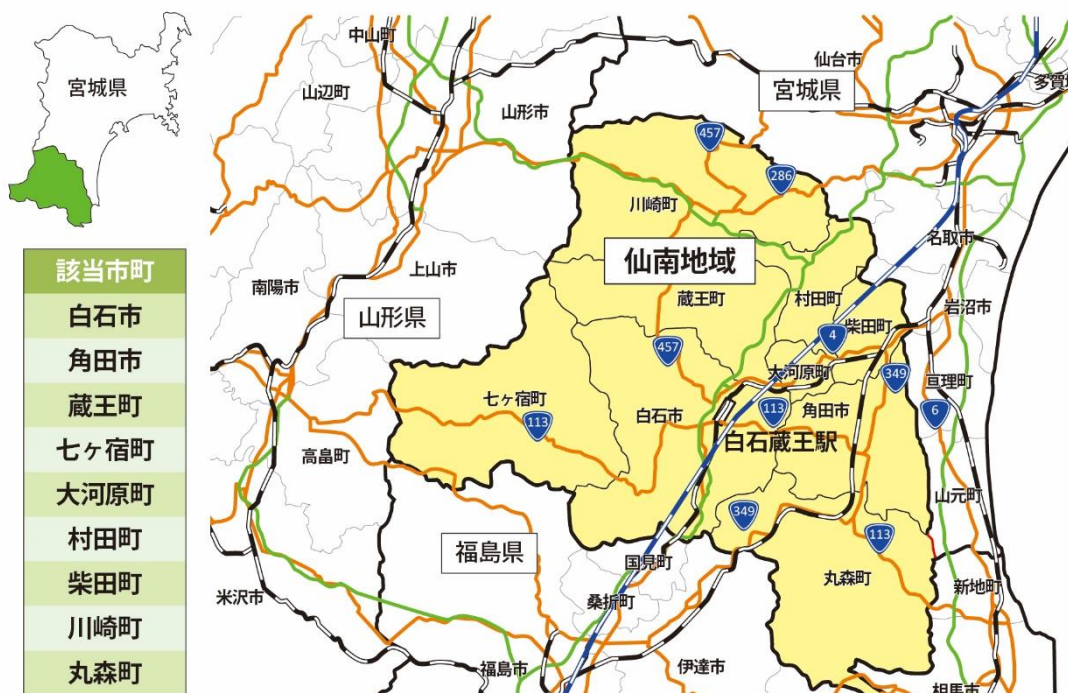 宮城県
該当市町
白石市
角田市
蔵王町
七ヶ宿町
大河原町
村田町
柴田町
川崎町
丸森町
中山町
仙台市
宮城県
多賀
山辺町
山形市
457
286
川崎町
名取市
仙南地域
上山市
南陽市
蔵王町
村田町
岩沼市
山形県
4
柴田町
457
大河原町
349
亘理町
七ヶ宿町
113
白石市
113
角田市
6
白石蔵王駅
高畠町
349
113
山元町
福島県
国見町
丸森町
新地町
米沢市
桑折町
福島市
伊達市
相馬市